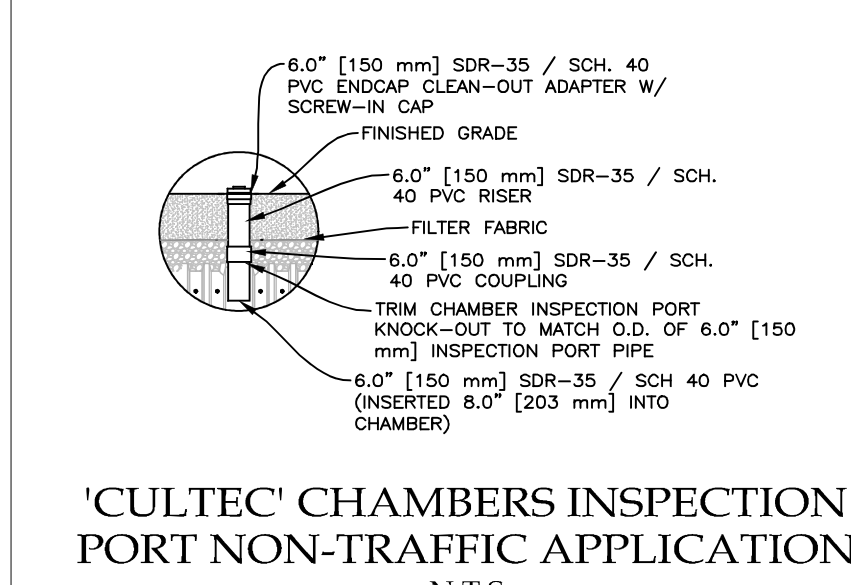 6.0" [150 mm] SDR-35 / SCH. 40
PVC ENDCAP CLEAN-OUT ADAPTER W/
SCREW-IN CAP
FINISHED GRADE
6.0" [150 mm] SDR-35 / SCH.
40 PVC RISER
FILTER FABRIC
6.0" [150 mm] SDR-35 / SCH.
40 PVC COUPLING
TRIM CHAMBER INSPECTION PORT
KNOCK-OUT TO MATCH O.D. OF 6.0" [150
mm] INSPECTION PORT PIPE
6.0" [150 mm] SDR-35 / SCH 40 PVC
(INSERTED 8.0" [203 mm] INTO
CHAMBER)
'CULTEC' CHAMBERS INSPECTION
PORT NON-TRAFFIC APPLICATION
N.T.S.